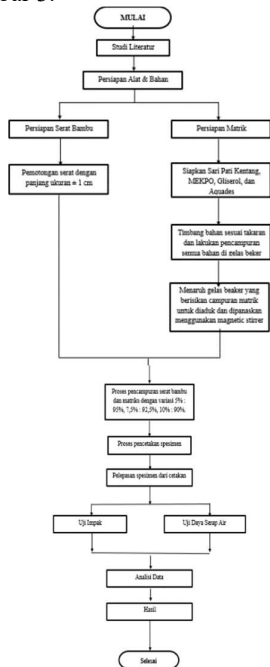 MULAI
Studi Literatur
Persiapan Alat & Bahan
Persiapan Serat Bambu
Pemotongan serat dengan
panjang ukuran ± 1 cm
Persiapan Matrik
Siapkan Sari Pati Kentang,
MEKPO, Gliserol, dan
Aquades
Timbang bahan sesuai takaran
dan lakukan pencampuran
semua bahan di gelas beker
Menaruh gelas beaker yang
berisikan campuran matrik
untuk diaduk dan dipanaskan
menggunakan magnetic stirrer
Proses pencampuran serat bambu
dan matriks dengan variasi 5% :
95%, 7,5% : 92,5%, 10% : 90%.
Proses pencetakan spesimen
Pelepasan spesimen dari cetakan
Uji Impak
Uji Daya Serap Air
Analisi Data
Hasil
Selesai